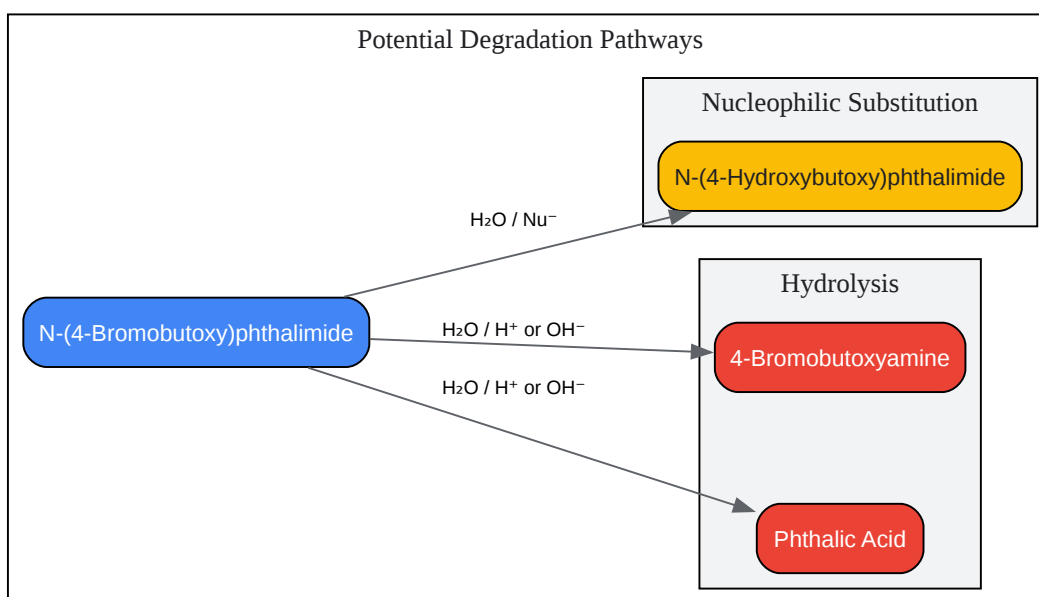 Potential Degradation Pathways
Nucleophilic Substitution
N-(4-Hydroxybutoxy)phthalimide
H₂O / Nu⁻
Hydrolysis
N-(4-Bromobutoxy)phthalimide
H₂O / H⁺ or OH⁻
4-Bromobutoxyamine
H₂O / H⁺ or OH⁻
Phthalic Acid